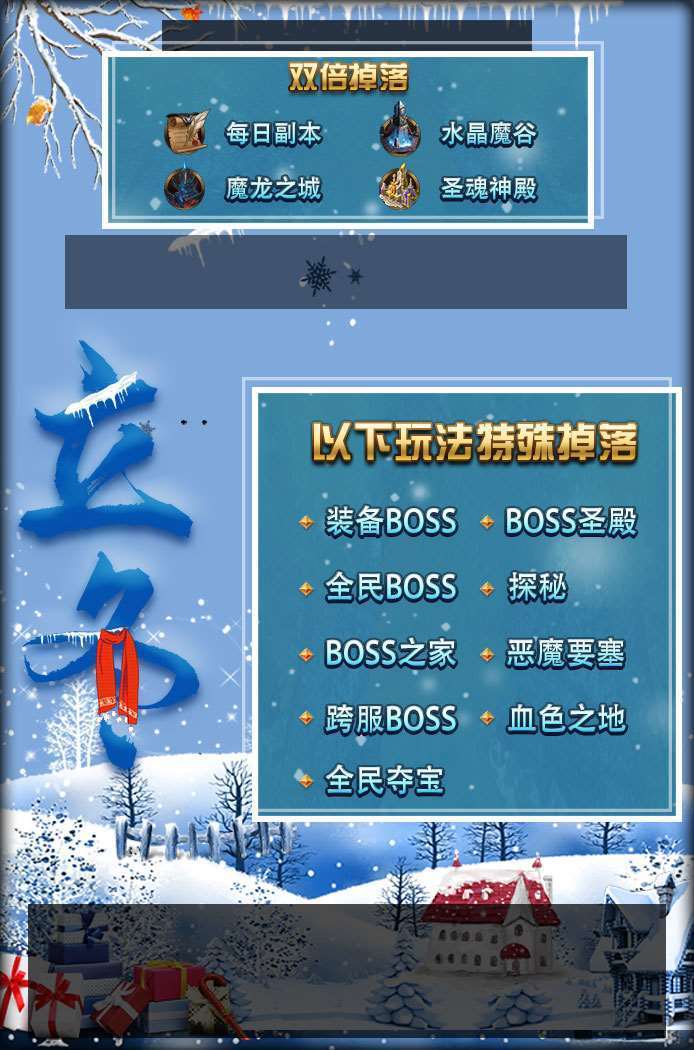 双倍掉落
每日副本 水晶魔谷
魔龙之城 圣魂神殿
立冬
以下玩法特殊掉落
装备BOSS BOSS圣殿
全民BOSS 探秘
BOSS之家 恶魔要塞
跨服BOSS 血色之地
全民夺宝